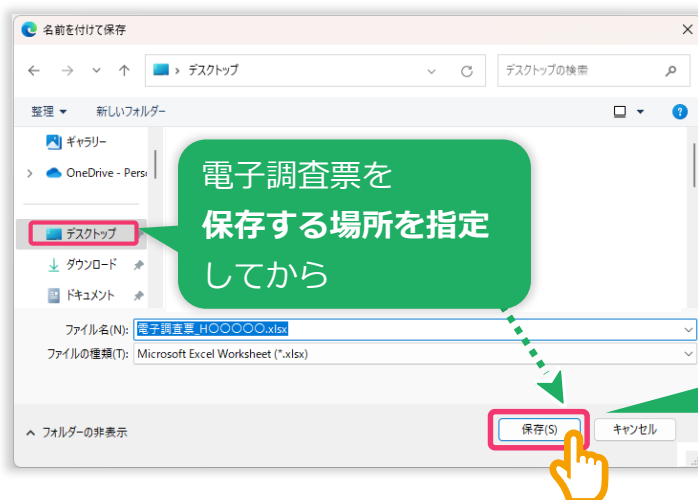 名前を付けて保存
デスクトップ
デスクトップの検索
整理
新しいフォルダー
ギャラリー
OneDrive - Perso
電子調査票を
保存する場所を指定
してから
デスクトップ
ダウンロード
ドキュメント
ファイル名(N): 電子調査票_H〇〇〇〇〇.xlsx
ファイルの種類(T): Microsoft Excel Worksheet (*.xlsx)
フォルダーの非表示
保存(S)
キャンセル